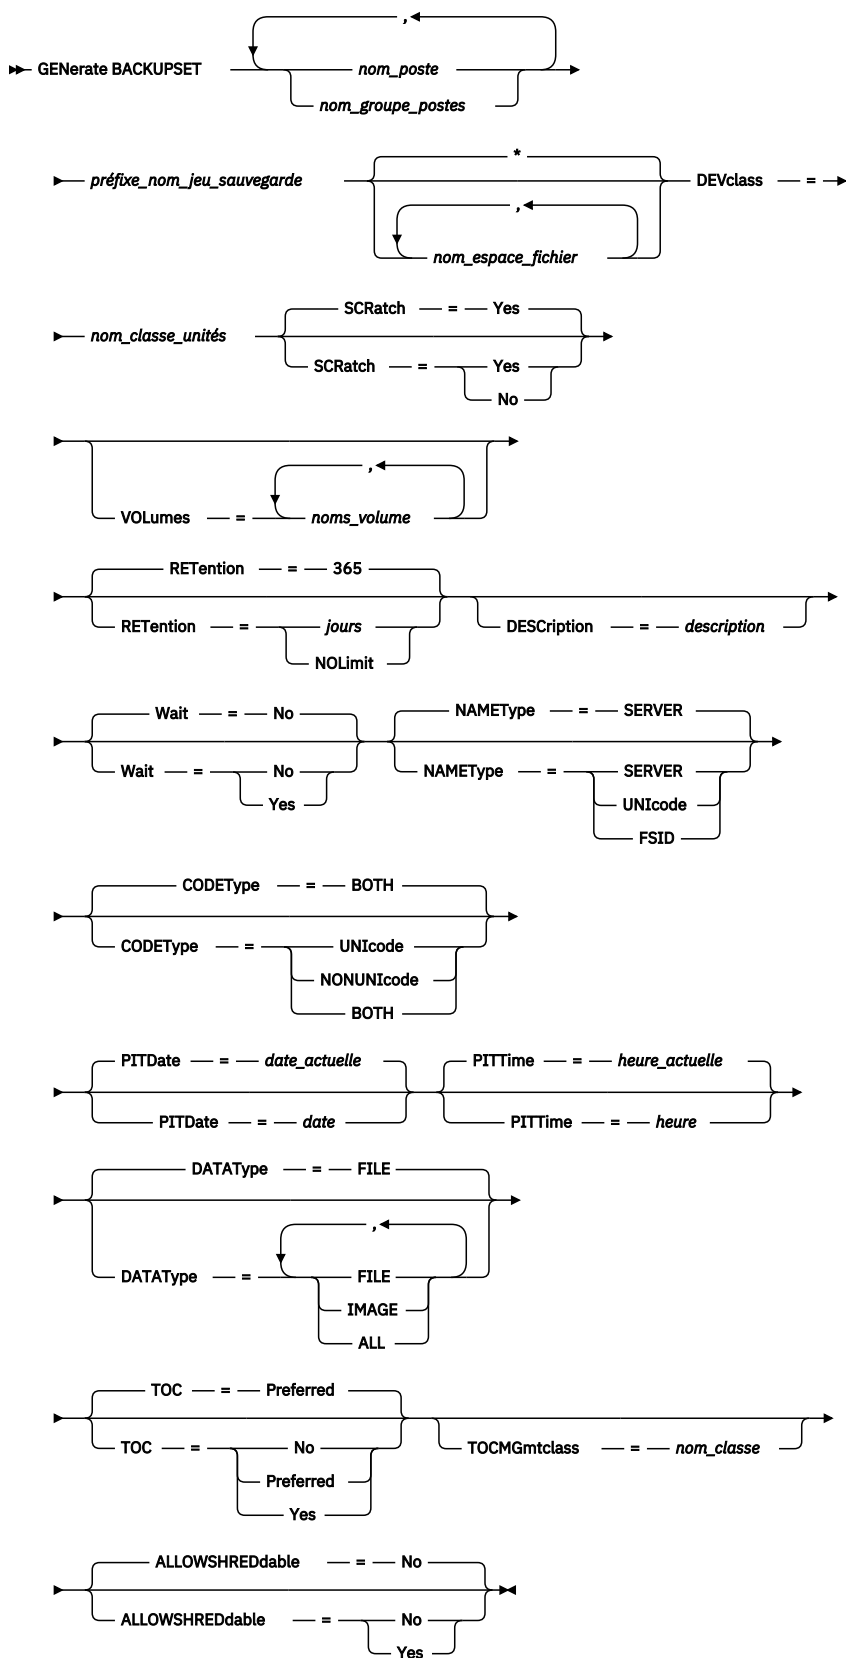 ,
GENerate BACKUPSET nom_poste
nom_groupe_postes
*
préfixe_nom_jeu_sauvegarde DEVclass =
,
nom_espace_fichier
SCRatch = Yes
nom_classe_unités
SCRatch = Yes
No
,
VOLumes = noms_volume
RETention = 365
RETention = jours DESCription = description
NOLimit
Wait = No NAMEType = SERVER
Wait = No NAMEType = SERVER
Yes UNIcode
FSID
CODEType = BOTH
CODEType = UNIcode
NONUNIcode
BOTH
PITDate = date_actuelle PITTime = heure_actuelle
PITDate = date PITTime = heure
DATAType = FILE
,
DATAType = FILE
IMAGE
ALL
TOC = Preferred
TOC = No TOCMGmtclass = nom_classe
Preferred
Yes
ALLOWSHREDdable = No
ALLOWSHREDdable = No
Yes